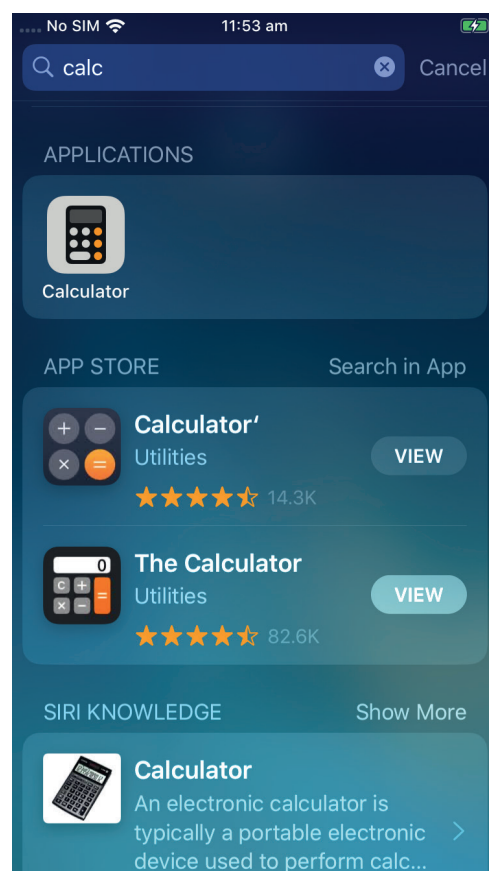 No SIM 11:53 am
calc Cancel
APPLICATIONS
Calculator
APP STORE Search in App
Calculator‘
Utilities
VIEW
14.3K
0
C + = × −
The Calculator
Utilities
VIEW
82.6K
SIRI KNOWLEDGE Show More
Calculator
An electronic calculator is
typically a portable electronic
device used to perform calc...